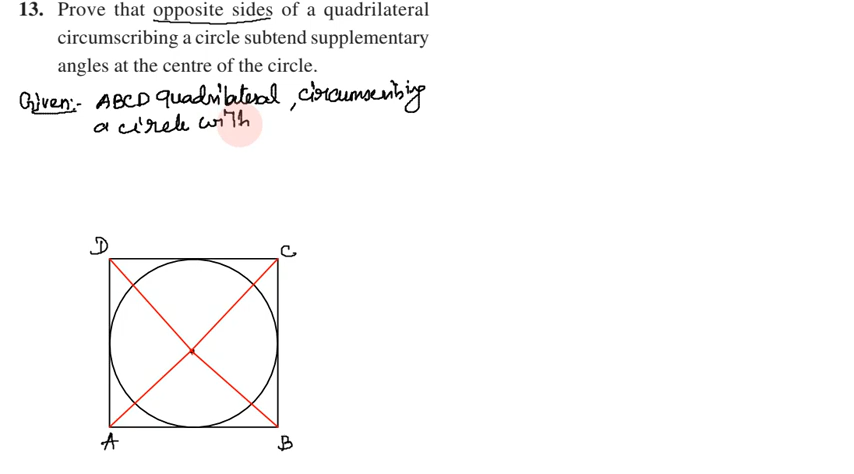 13. Prove that opposite sides of a quadrilateral
circumscribing a circle subtend supplementary
angles at the centre of the circle.
Given:- ABCD quadrilateral, circumscribing
a circle with
D
C
A
B